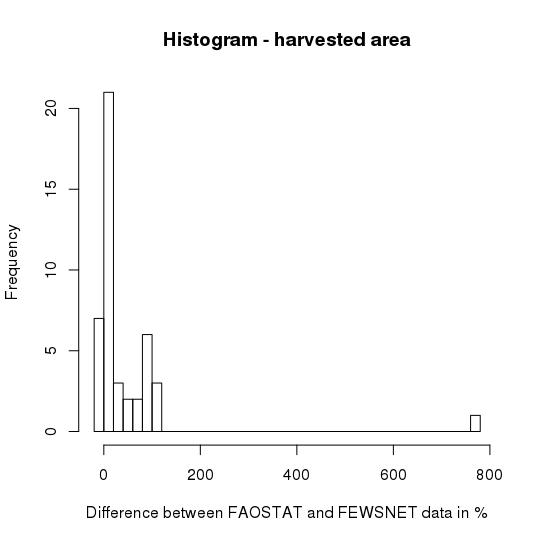 Histogram - harvested area
Frequency
20
15
10
5
0
0 200 400 600 800
Difference between FAOSTAT and FEWSNET data in %